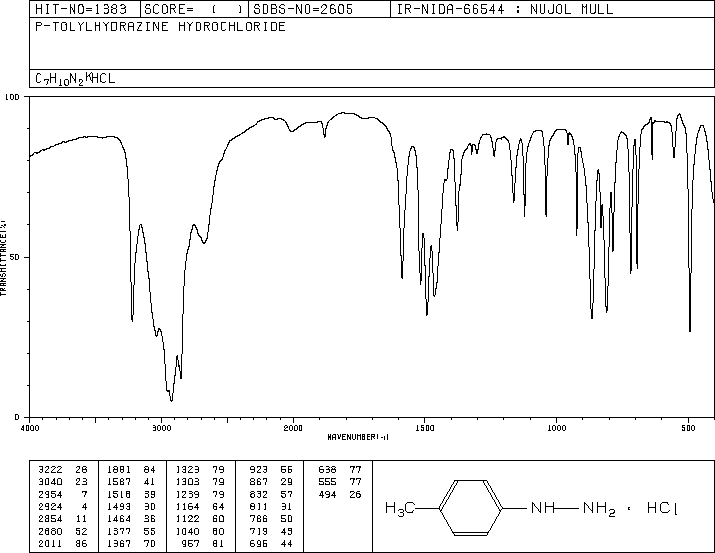 HIT-NO=1383 SCORE= ( ) SDBS-NO=2605 IR-NIDA-66544 : NUJOL MULL
P-TOLYLHYDRAZINE HYDROCHLORIDE
C7H10N2KHCL
100
TRANSMITTANCE(%)
50
0
4000 3000 2000 1500 1000 500
WAVENUMBER(-1)
3222 28 1881 84 1323 79 923 55 638 77
3040 23 1587 41 1303 79 867 29 555 77
2954 7 1518 39 1239 79 832 57 494 26
2924 4 1493 30 1164 64 811 31
2854 11 1464 36 1122 60 786 50
2680 52 1377 55 1040 60 719 43
2011 86 1367 70 957 81 696 44
H3C NH NH2 · HCl